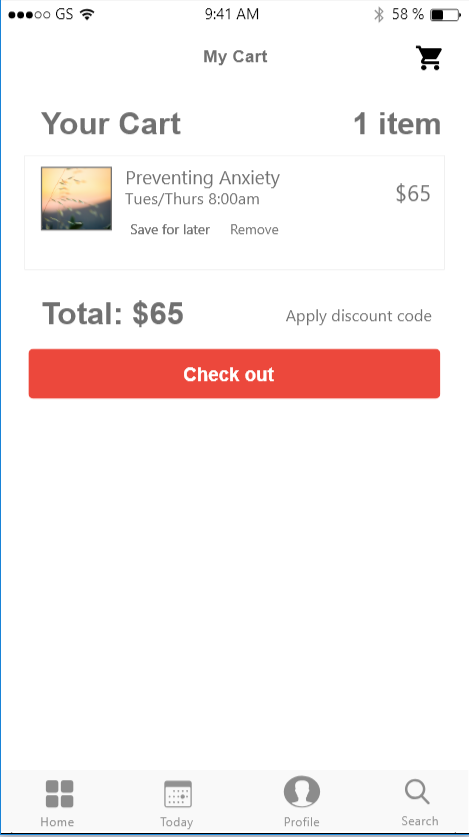 GS 9:41 AM 58 %
My Cart
Your Cart 1 item
Preventing Anxiety
Tues/Thurs 8:00am
$65
Save for later Remove
Total: $65 Apply discount code
Check out
Home Today Profile Search